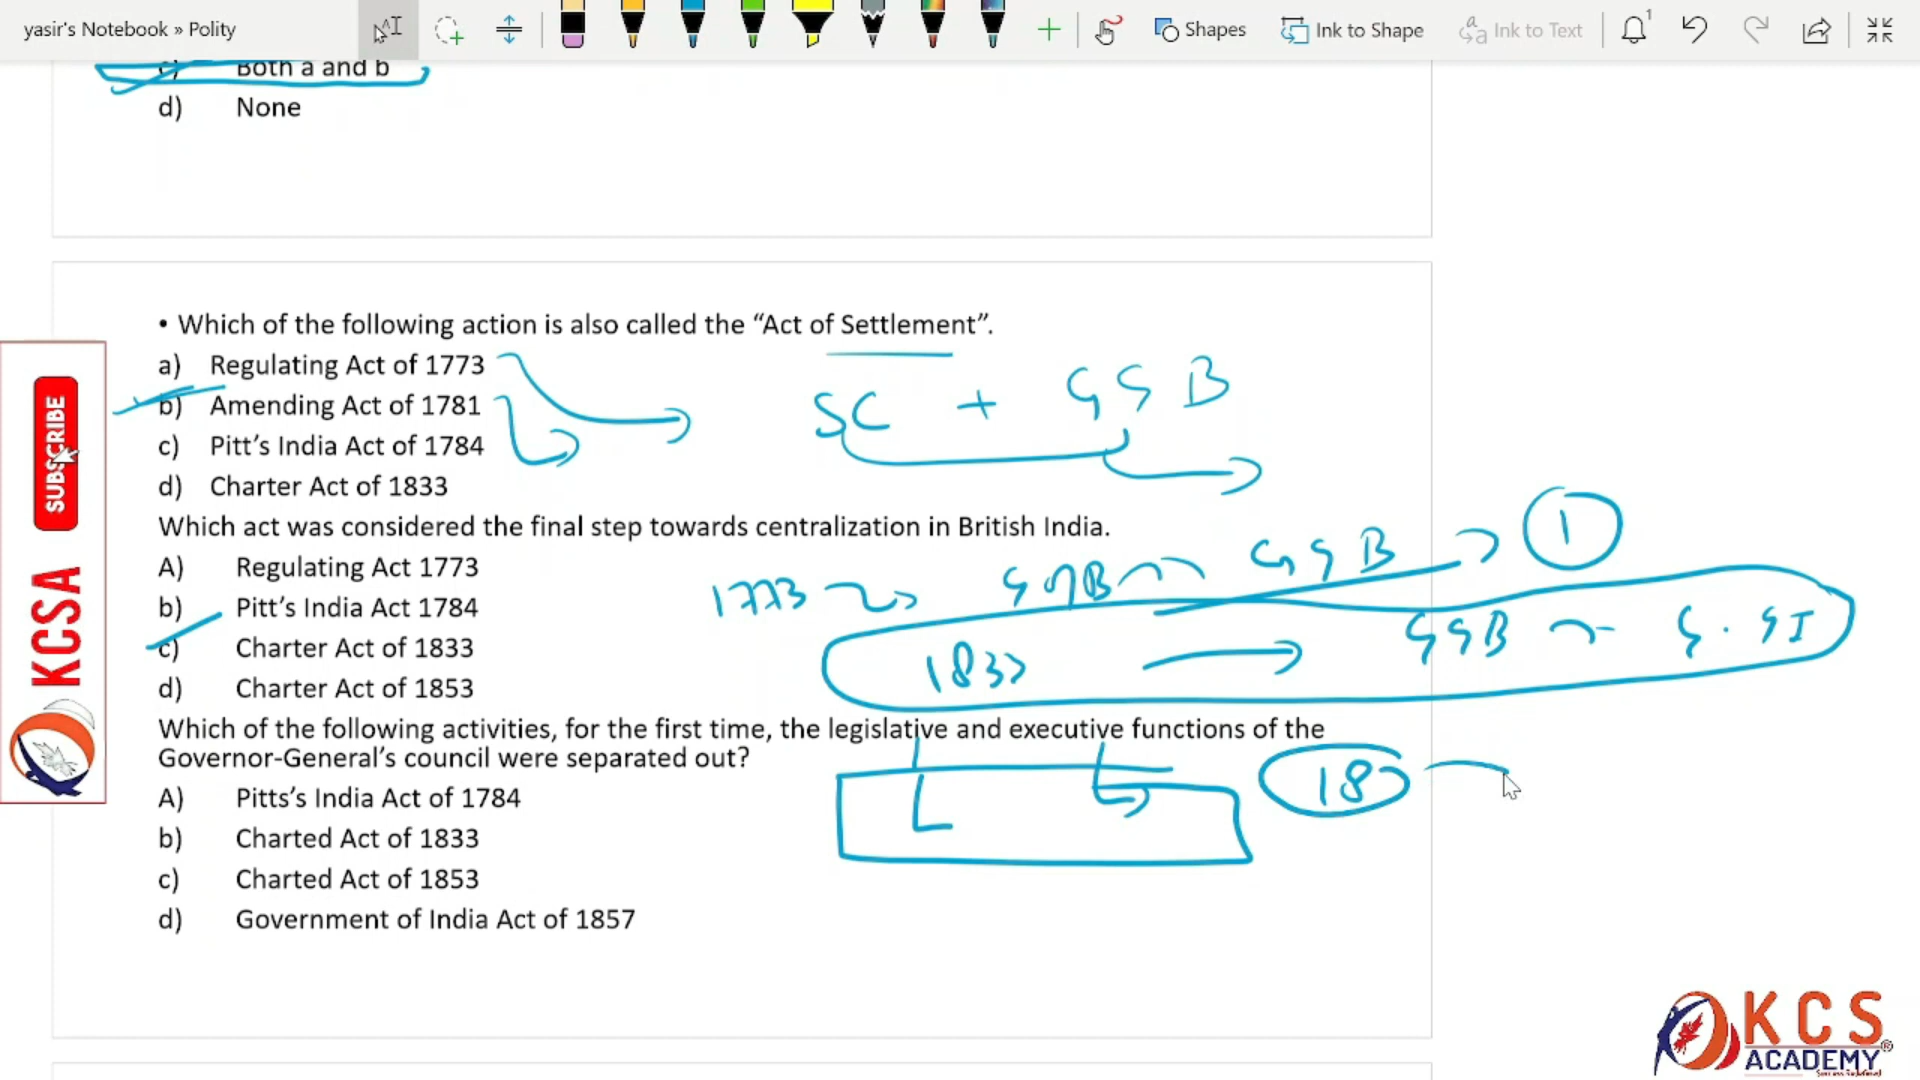 yasir's Notebook » Polity
Shapes
Ink to Shape
Ink to Text
1
c) Both a and b
d) None
• Which of the following action is also called the “Act of Settlement”.
a) Regulating Act of 1773
b) Amending Act of 1781
c) Pitt’s India Act of 1784
d) Charter Act of 1833
SC + GGB
Which act was considered the final step towards centralization in British India.
A) Regulating Act 1773
b) Pitt’s India Act 1784
c) Charter Act of 1833
d) Charter Act of 1853
1773 GOB GGB 1
1833 GGB G.GI
Which of the following activities, for the first time, the legislative and executive functions of the
Governor-General’s council were separated out?
A) Pitts’s India Act of 1784
b) Charted Act of 1833
c) Charted Act of 1853
d) Government of India Act of 1857
SUBSCRIBE
KCSA
KCS
ACADEMY